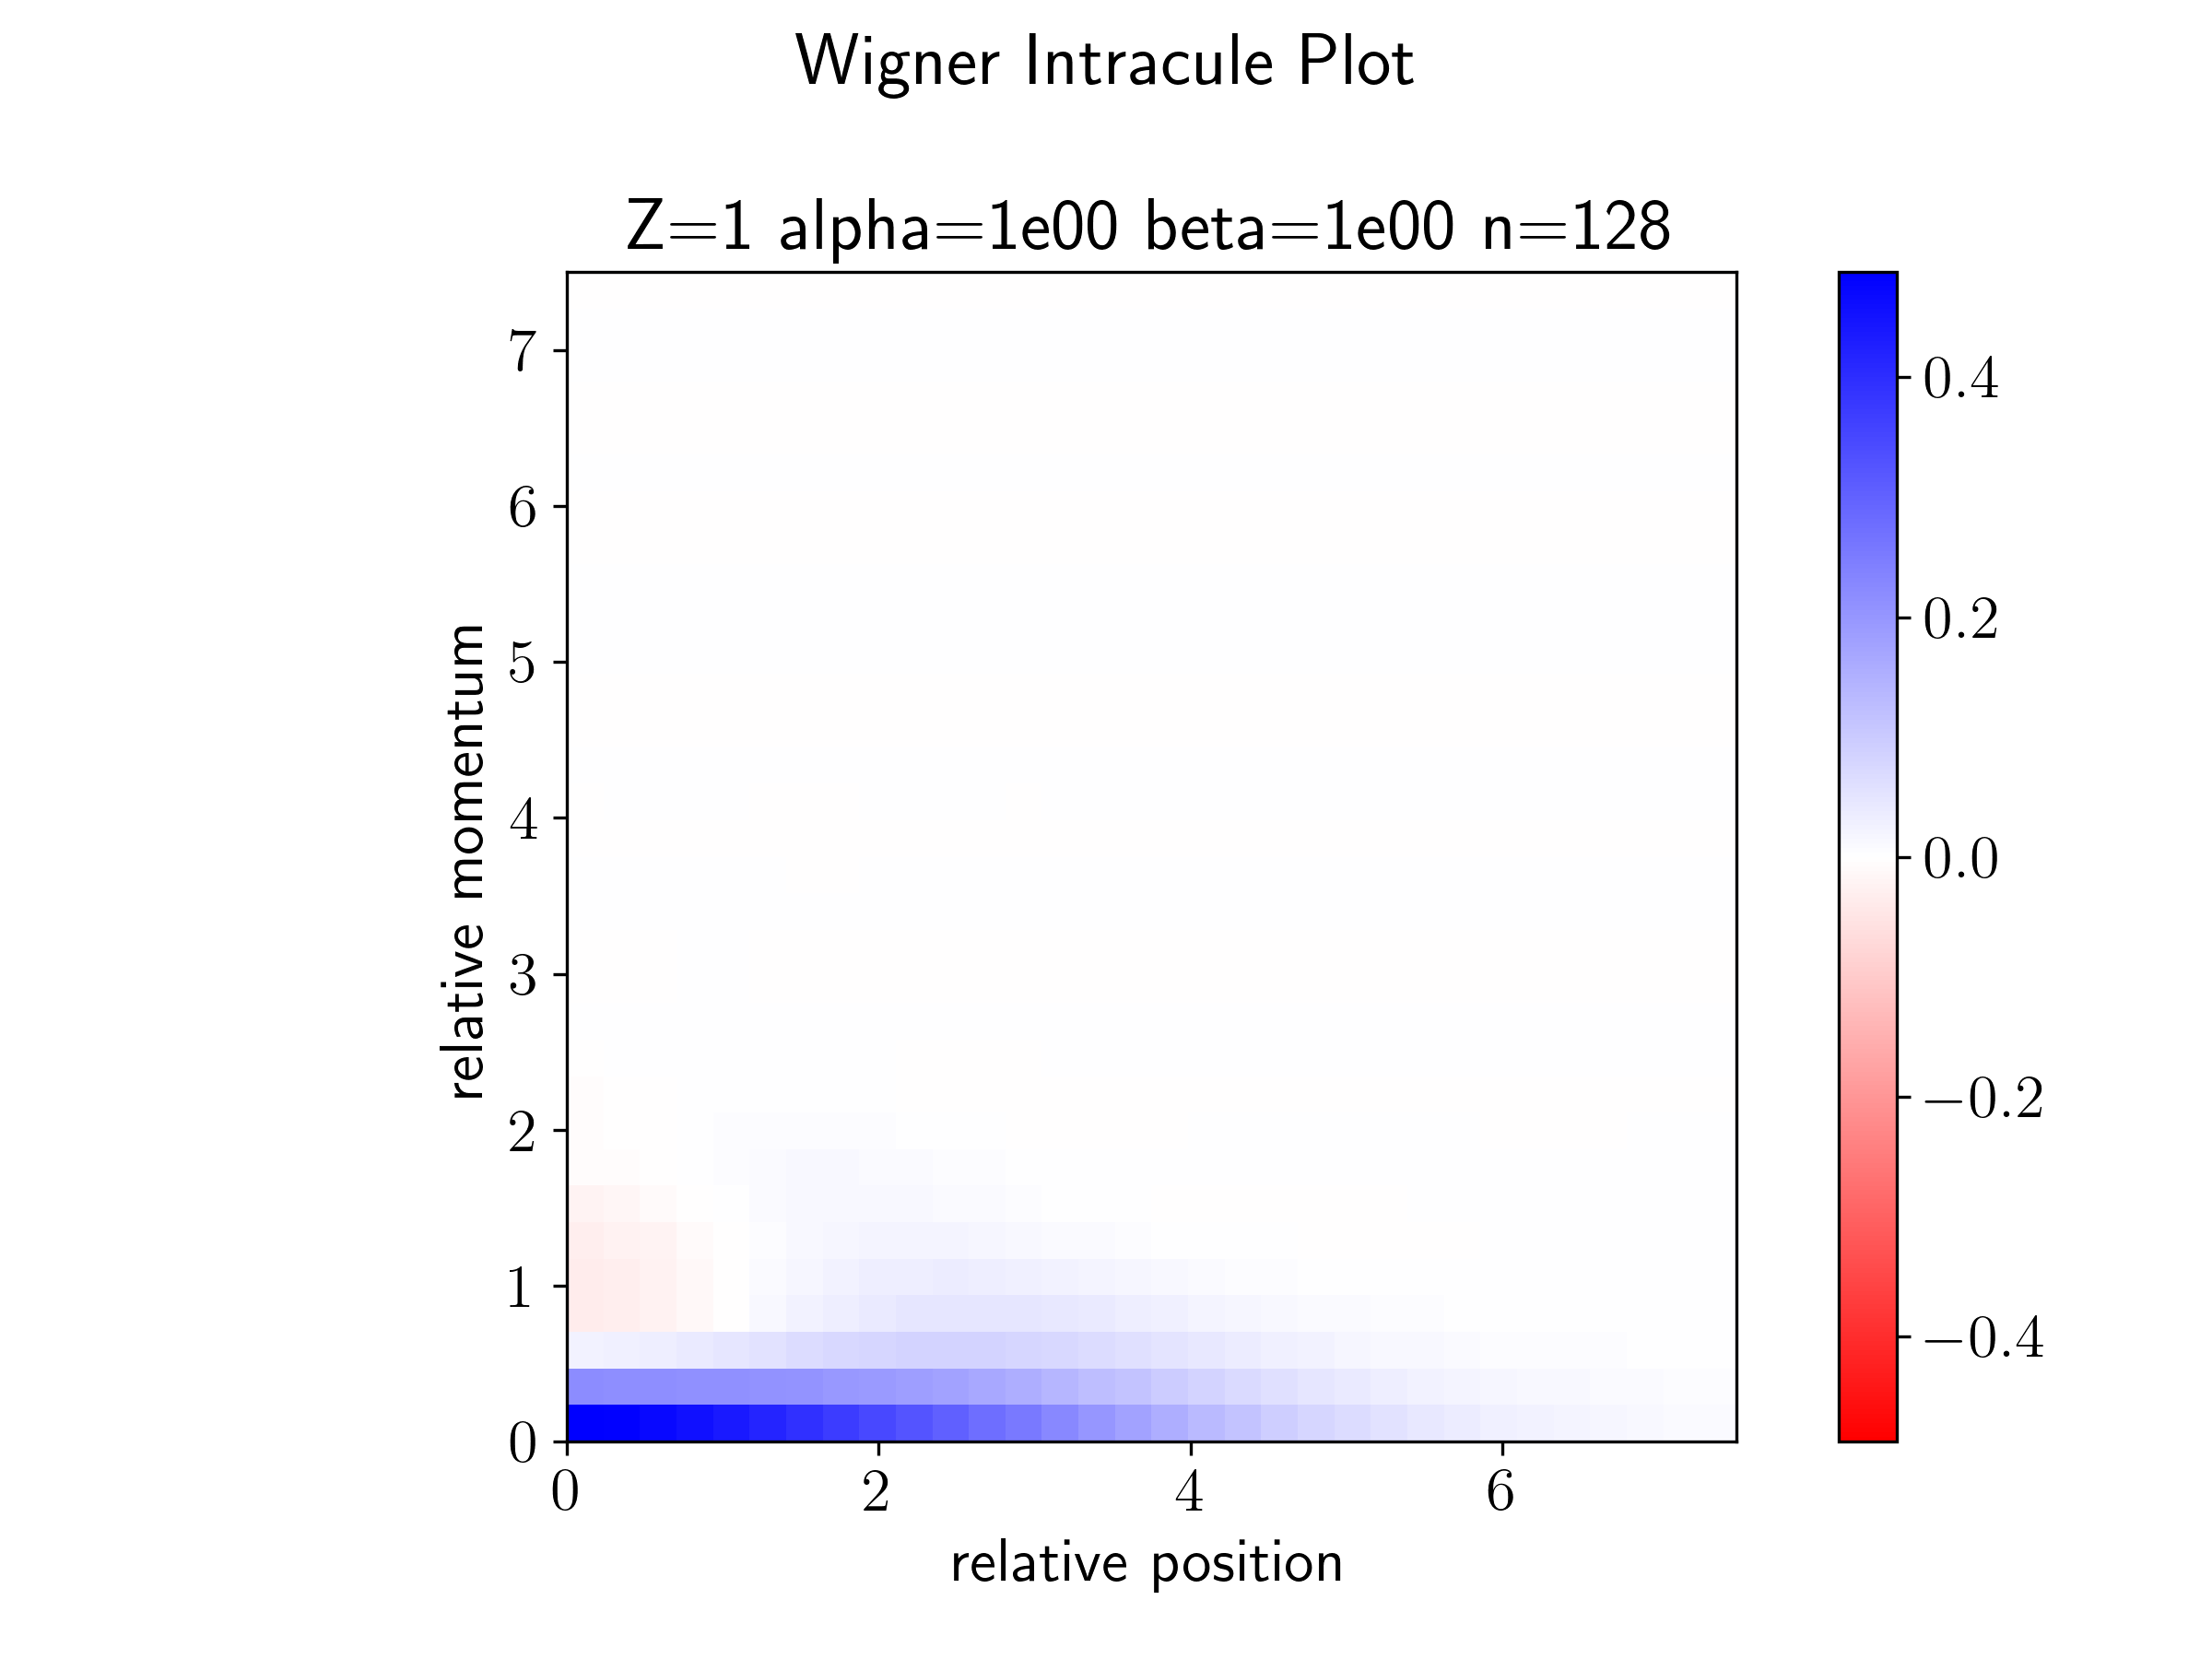 Wigner Intracule Plot
Z=1 alpha=1e00 beta=1e00 n=128
relative momentum
7
6
5
4
3
2
1
0
0 2 4 6
relative position
0.4
0.2
0.0
−0.2
−0.4